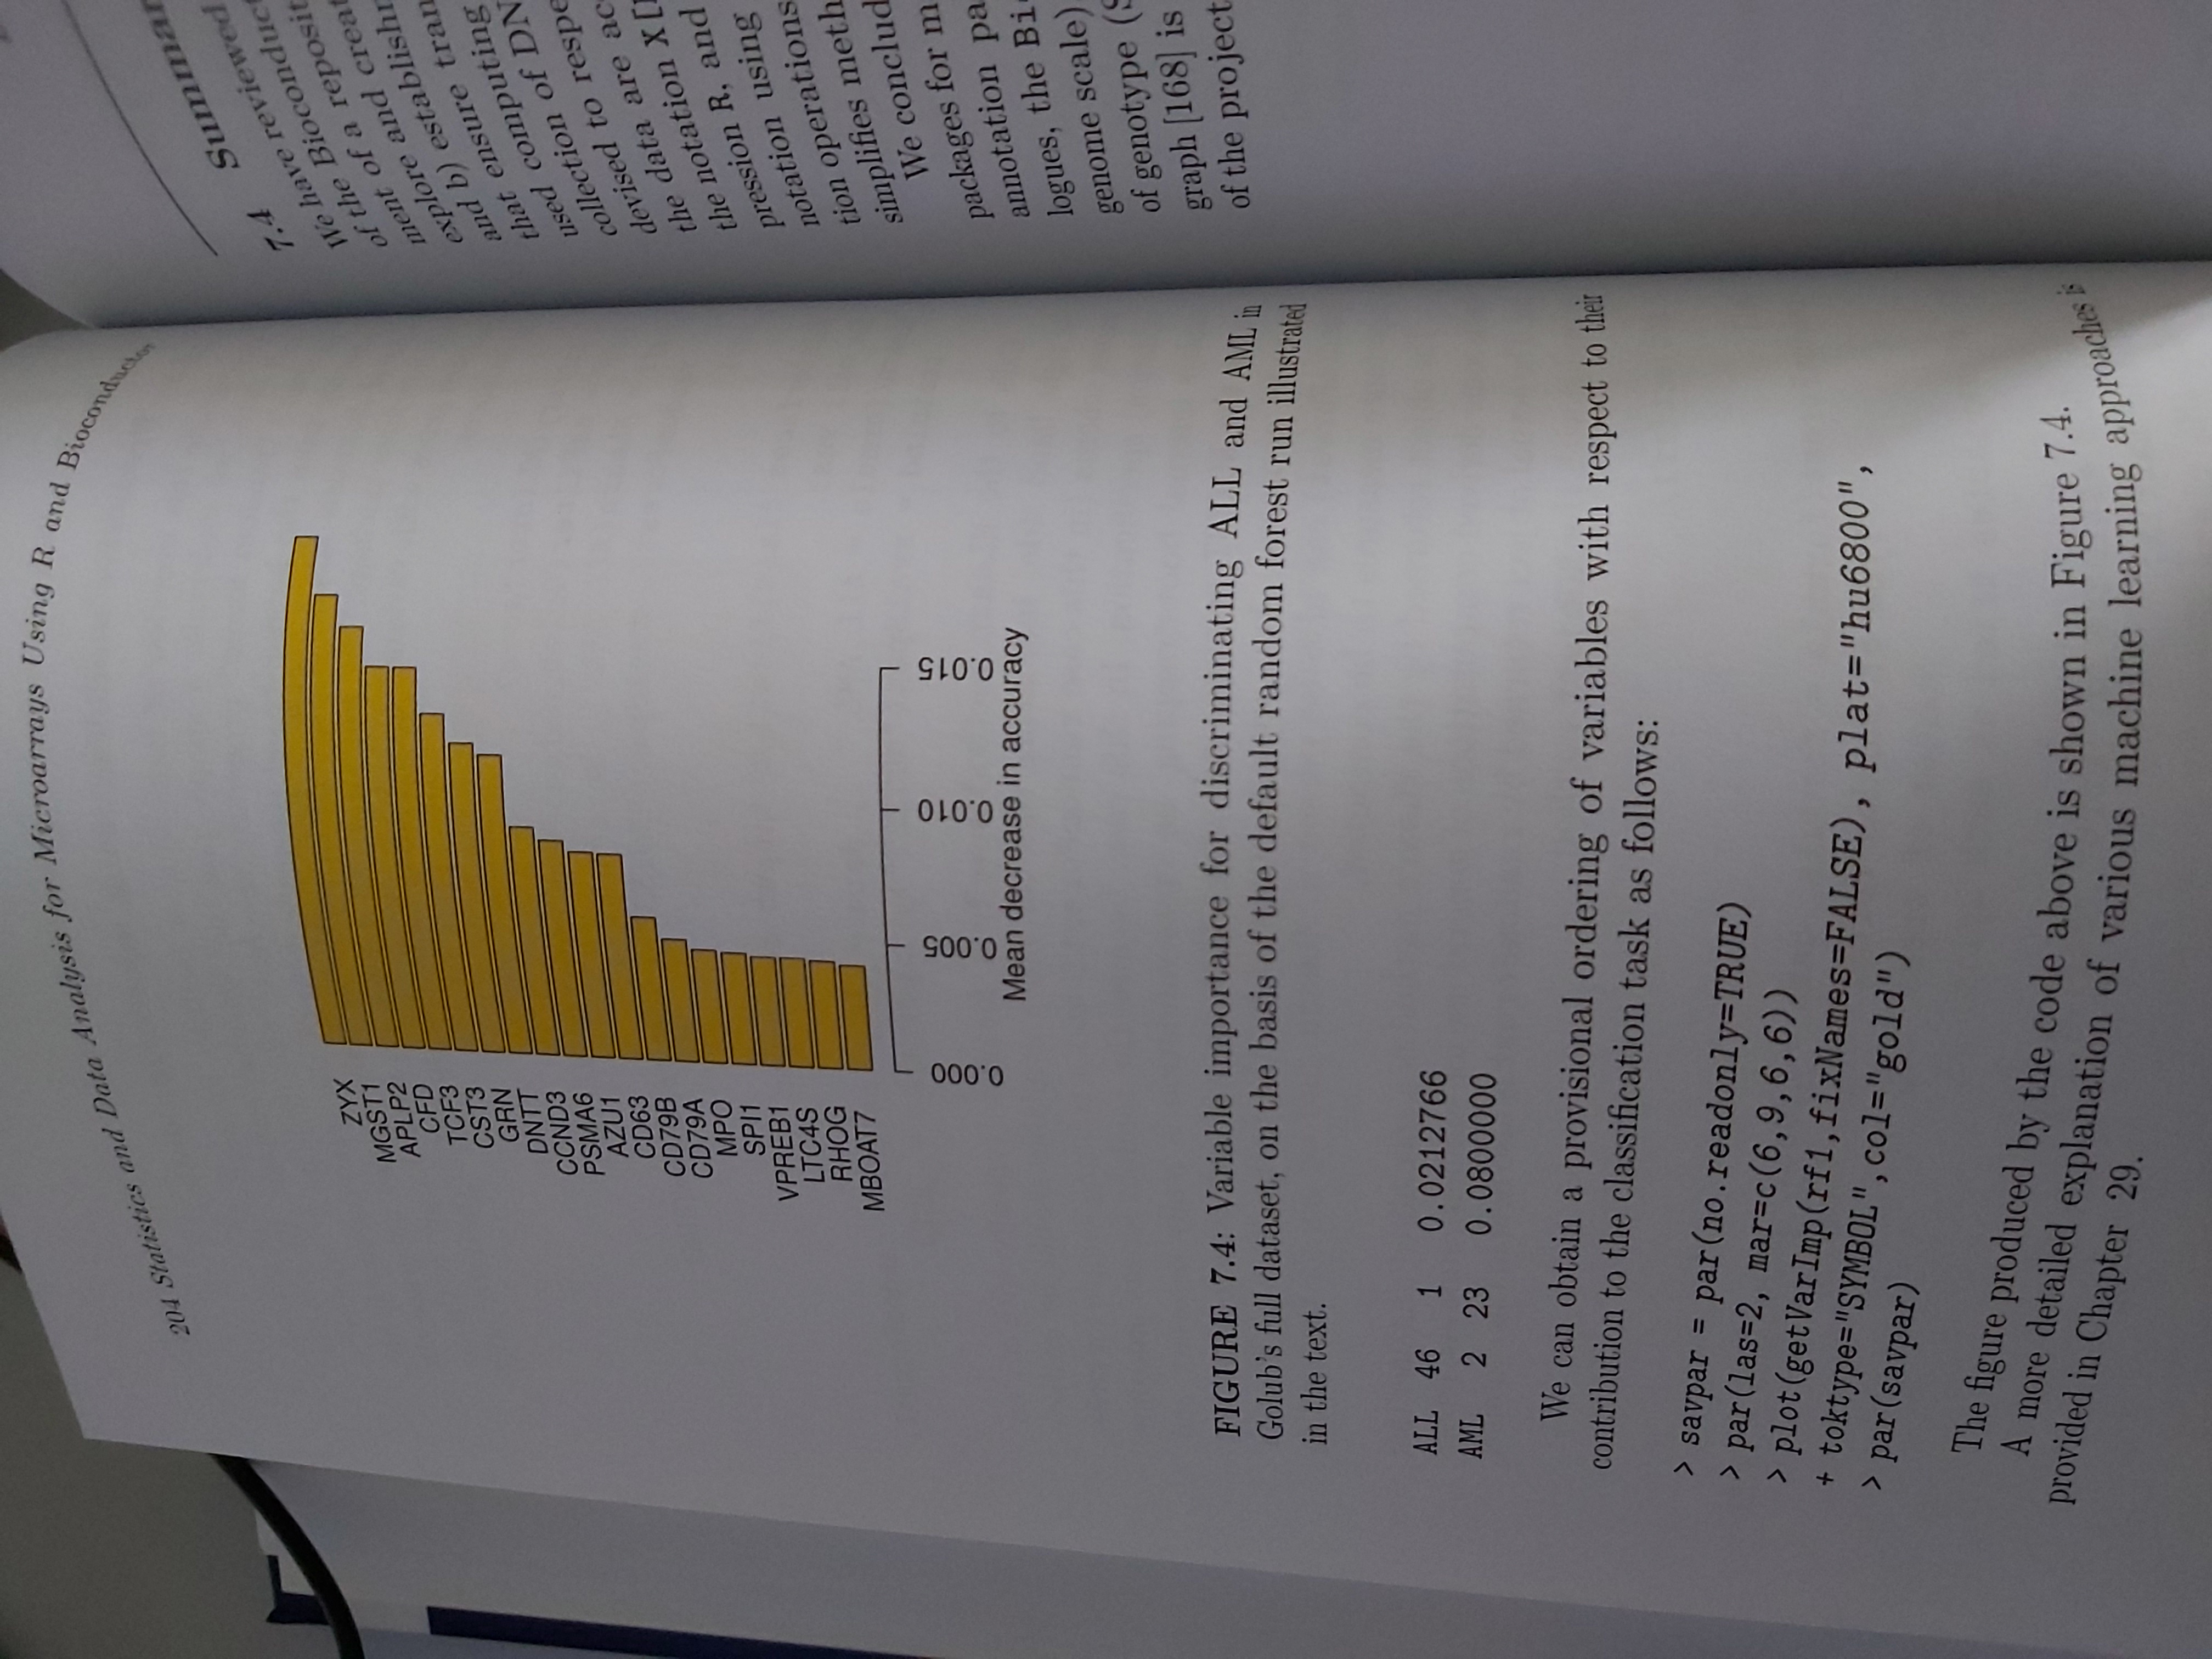 204 Statistics and Data Analysis for Microarrays Using R and Bioconductor
ZYX
MGST1
APLP2
CFD
TCF3
CST3
GRN
DNTT
CCND3
PSMA6
AZU1
CD63
CD79B
CD79A
MPO
SPI1
VPREB1
LTC4S
RHOG
MBOAT7
0.000
0.005
0.010
0.015
Mean decrease in accuracy
FIGURE 7.4: Variable importance for discriminating ALL and AML in
Golub's full dataset, on the basis of the default random forest run illustrated
in the text.
ALL 46 1 0.0212766
AML 2 23 0.0800000
We can obtain a provisional ordering of variables with respect to their
contribution to the classification task as follows:
> savpar = par(no.readonly=TRUE)
> par(las=2, mar=c(6,9,6,6))
> plot(getVarImp(rf1,fixNames=FALSE), plat="hu6800",
+ toktype="SYMBOL",col="gold")
> par(savpar)
The figure produced by the code above is shown in Figure 7.4.
A more detailed explanation of various machine learning approaches is
provided in Chapter 29.
7.4 Summar
We have reviewed
of the Bioconduc
ment of a reposit
explore and creat
and b) establishm
that ensure tran
used computing
collection of DN
devised to respe
the data are ac
the notation X[
pression R, and
notation using
tion operations
simplifies meth
We conclud
packages for m
annotation pa
logues, the Bi
genome scale)
of genotype (S
graph [168] is
of the project